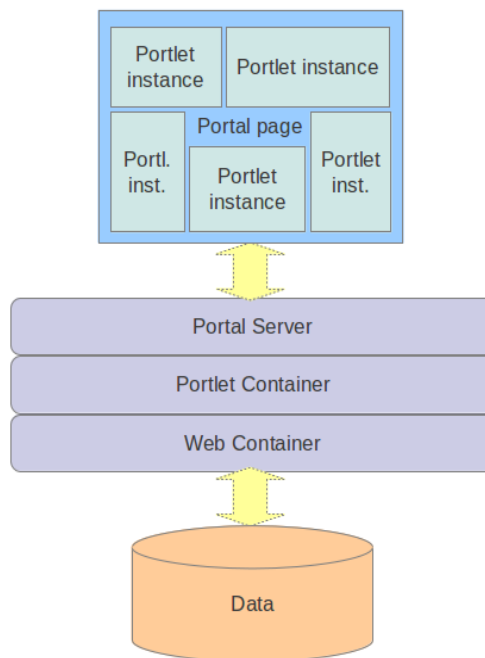 Portlet
instance
Portlet instance
Portal page
Portl.
inst.
Portlet
instance
Portlet
inst.
Portal Server
Portlet Container
Web Container
Data